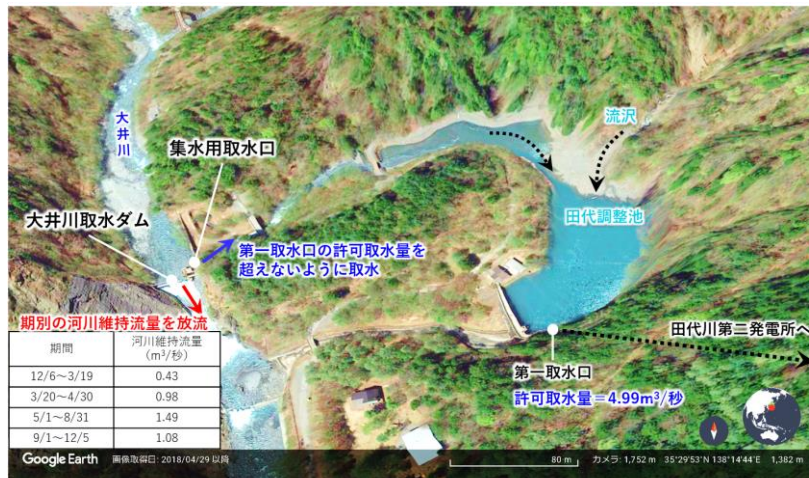 大井川
集水用取水口
流沢
田代調整池
大井川取水ダム
第一取水口の許可取水量を
超えないように取水
期別の河川維持流量を放流
期間 河川維持流量
(m³/秒)
12/6～3/19 0.43
3/20～4/30 0.98
5/1～8/31 1.49
9/1～12/5 1.08
田代川第二発電所へ
第一取水口
許可取水量＝4.99m³/秒
Google Earth 画像取得日: 2018/04/29 以降 80 m カメラ: 1,752 m 35°29'53"N 138°14'44"E 1,382 m